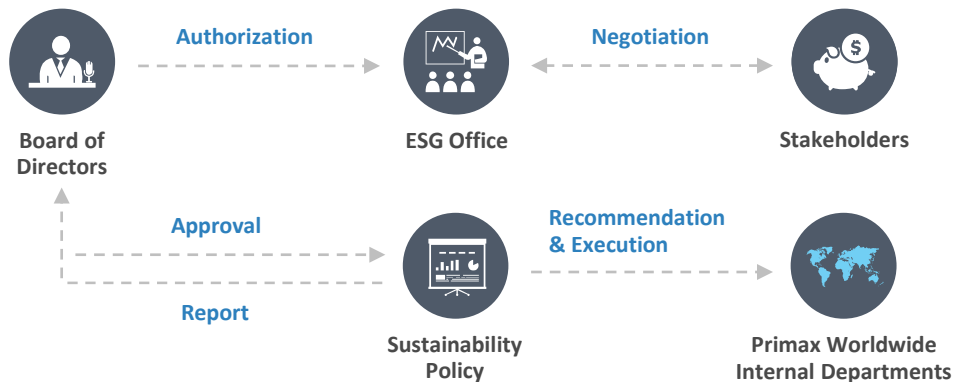 Authorization
Negotiation
$
Board of
Directors
ESG Office
Stakeholders
Approval
Recommendation
& Execution
Report
Sustainability
Policy
Primax Worldwide
Internal Departments